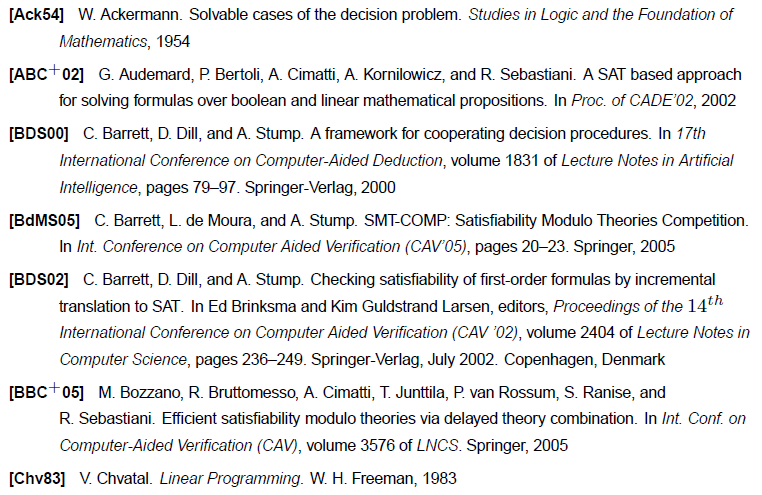 [Ack54] W. Ackermann. Solvable cases of the decision problem. Studies in Logic and the Foundation of
Mathematics, 1954
[ABC+02] G. Audemard, P. Bertoli, A. Cimatti, A. Kornilowicz, and R. Sebastiani. A SAT based approach
for solving formulas over boolean and linear mathematical propositions. In Proc. of CADE'02, 2002
[BDS00] C. Barrett, D. Dill, and A. Stump. A framework for cooperating decision procedures. In 17th
International Conference on Computer-Aided Deduction, volume 1831 of Lecture Notes in Artificial
Intelligence, pages 79–97. Springer-Verlag, 2000
[BdMS05] C. Barrett, L. de Moura, and A. Stump. SMT-COMP: Satisfiability Modulo Theories Competition.
In Int. Conference on Computer Aided Verification (CAV'05), pages 20–23. Springer, 2005
[BDS02] C. Barrett, D. Dill, and A. Stump. Checking satisfiability of first-order formulas by incremental
translation to SAT. In Ed Brinksma and Kim Guldstrand Larsen, editors, Proceedings of the 14th
International Conference on Computer Aided Verification (CAV '02), volume 2404 of Lecture Notes in
Computer Science, pages 236–249. Springer-Verlag, July 2002. Copenhagen, Denmark
[BBC+05] M. Bozzano, R. Bruttomesso, A. Cimatti, T. Junttila, P. van Rossum, S. Ranise, and
R. Sebastiani. Efficient satisfiability modulo theories via delayed theory combination. In Int. Conf. on
Computer-Aided Verification (CAV), volume 3576 of LNCS. Springer, 2005
[Chv83] V. Chvatal. Linear Programming. W. H. Freeman, 1983